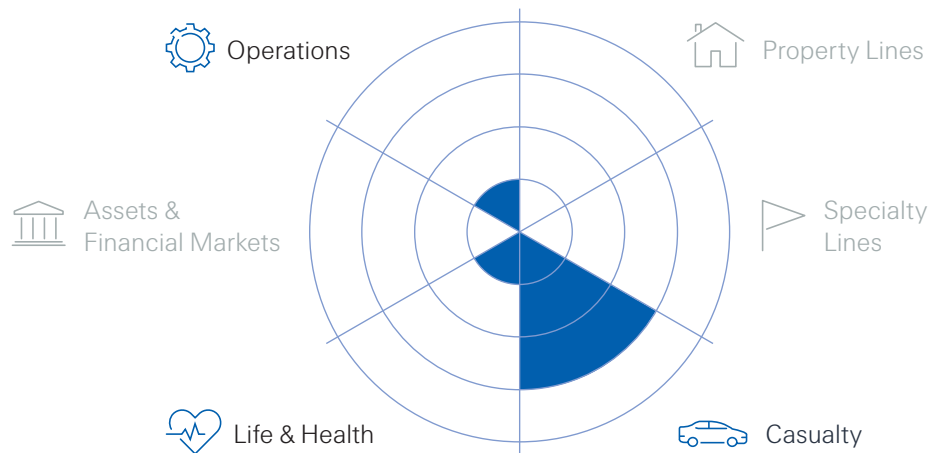 Operations
Property Lines
Assets &
Financial Markets
Specialty
Lines
Life & Health
Casualty